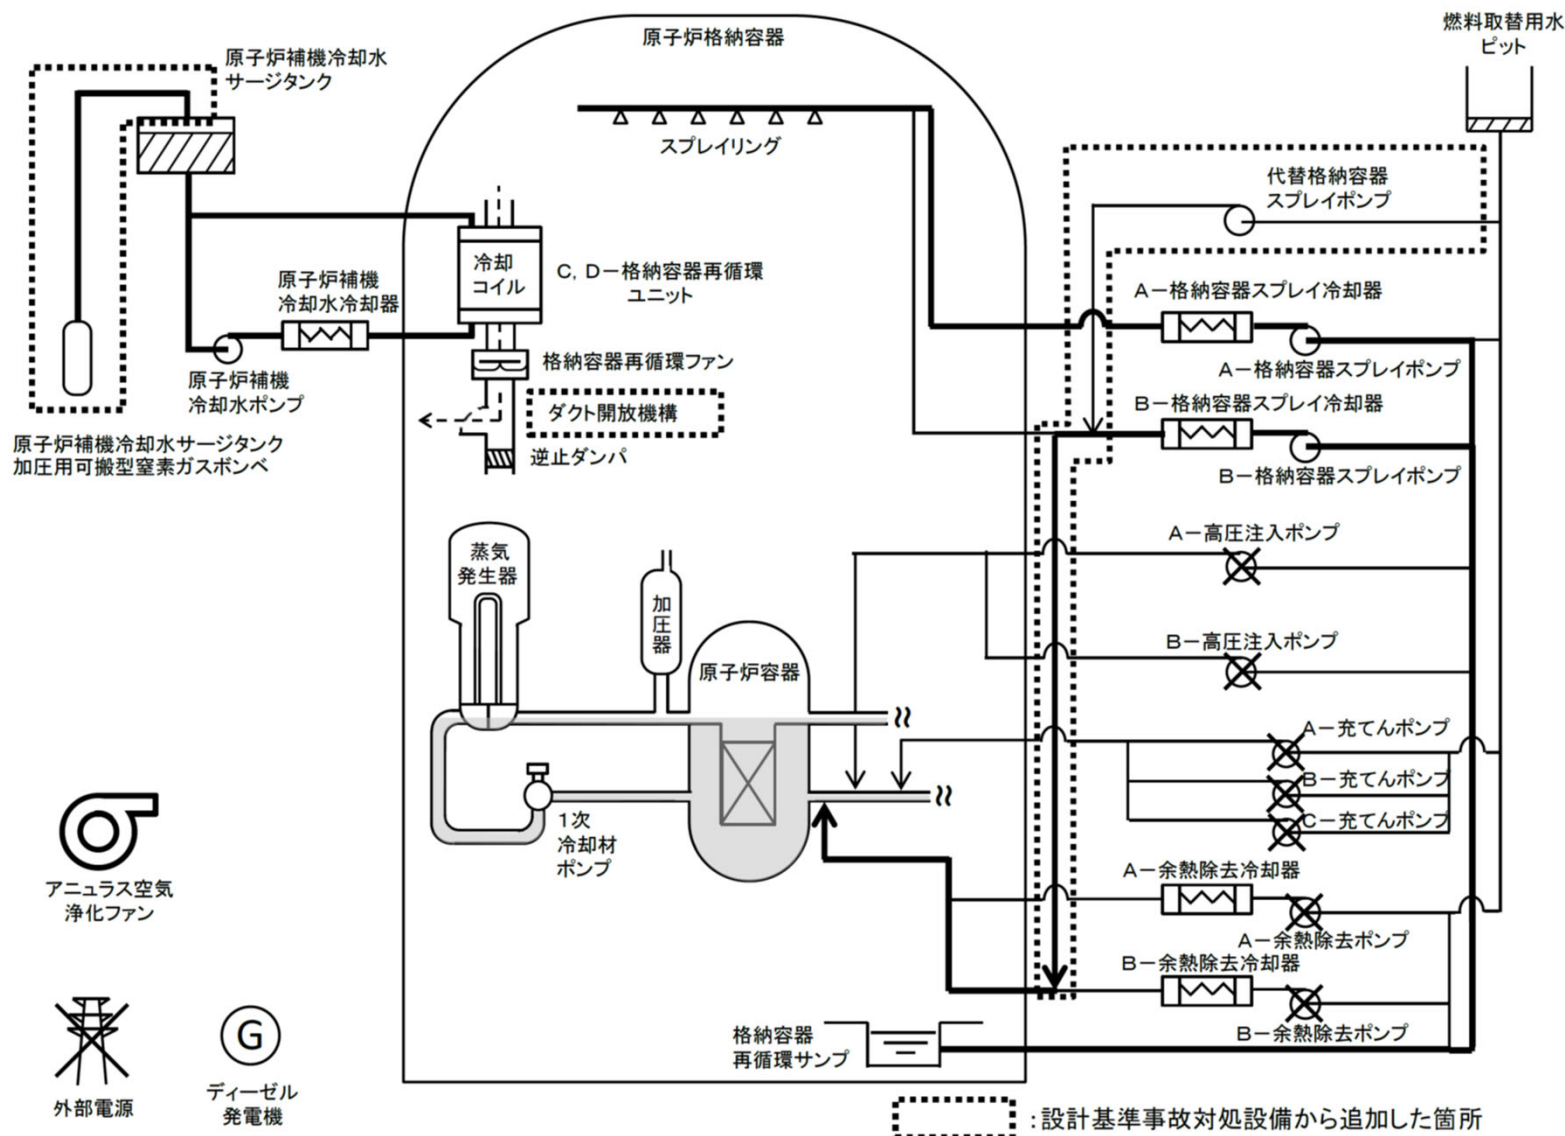 燃料取替用水
ピット
原子炉格納容器
原子炉補機冷却水
サージタンク
スプレイリング
代替格納容器
スプレイポンプ
冷却
コイル
C, D－格納容器再循環
ユニット
原子炉補機
冷却水冷却器
A－格納容器スプレイ冷却器
格納容器再循環ファン
A－格納容器スプレイポンプ
原子炉補機
冷却水ポンプ
ダクト開放機構
B－格納容器スプレイ冷却器
原子炉補機冷却水サージタンク
加圧用可搬型窒素ガスボンベ
逆止ダンパ
B－格納容器スプレイポンプ
A－高圧注入ポンプ
蒸気
発生器
加圧器
B－高圧注入ポンプ
原子炉容器
A－充てんポンプ
B－充てんポンプ
C－充てんポンプ
1次
冷却材
ポンプ
アニュラス空気
浄化ファン
A－余熱除去冷却器
A－余熱除去ポンプ
B－余熱除去冷却器
B－余熱除去ポンプ
格納容器
再循環サンプ
G
外部電源
ディーゼル
発電機
：設計基準事故対処設備から追加した箇所